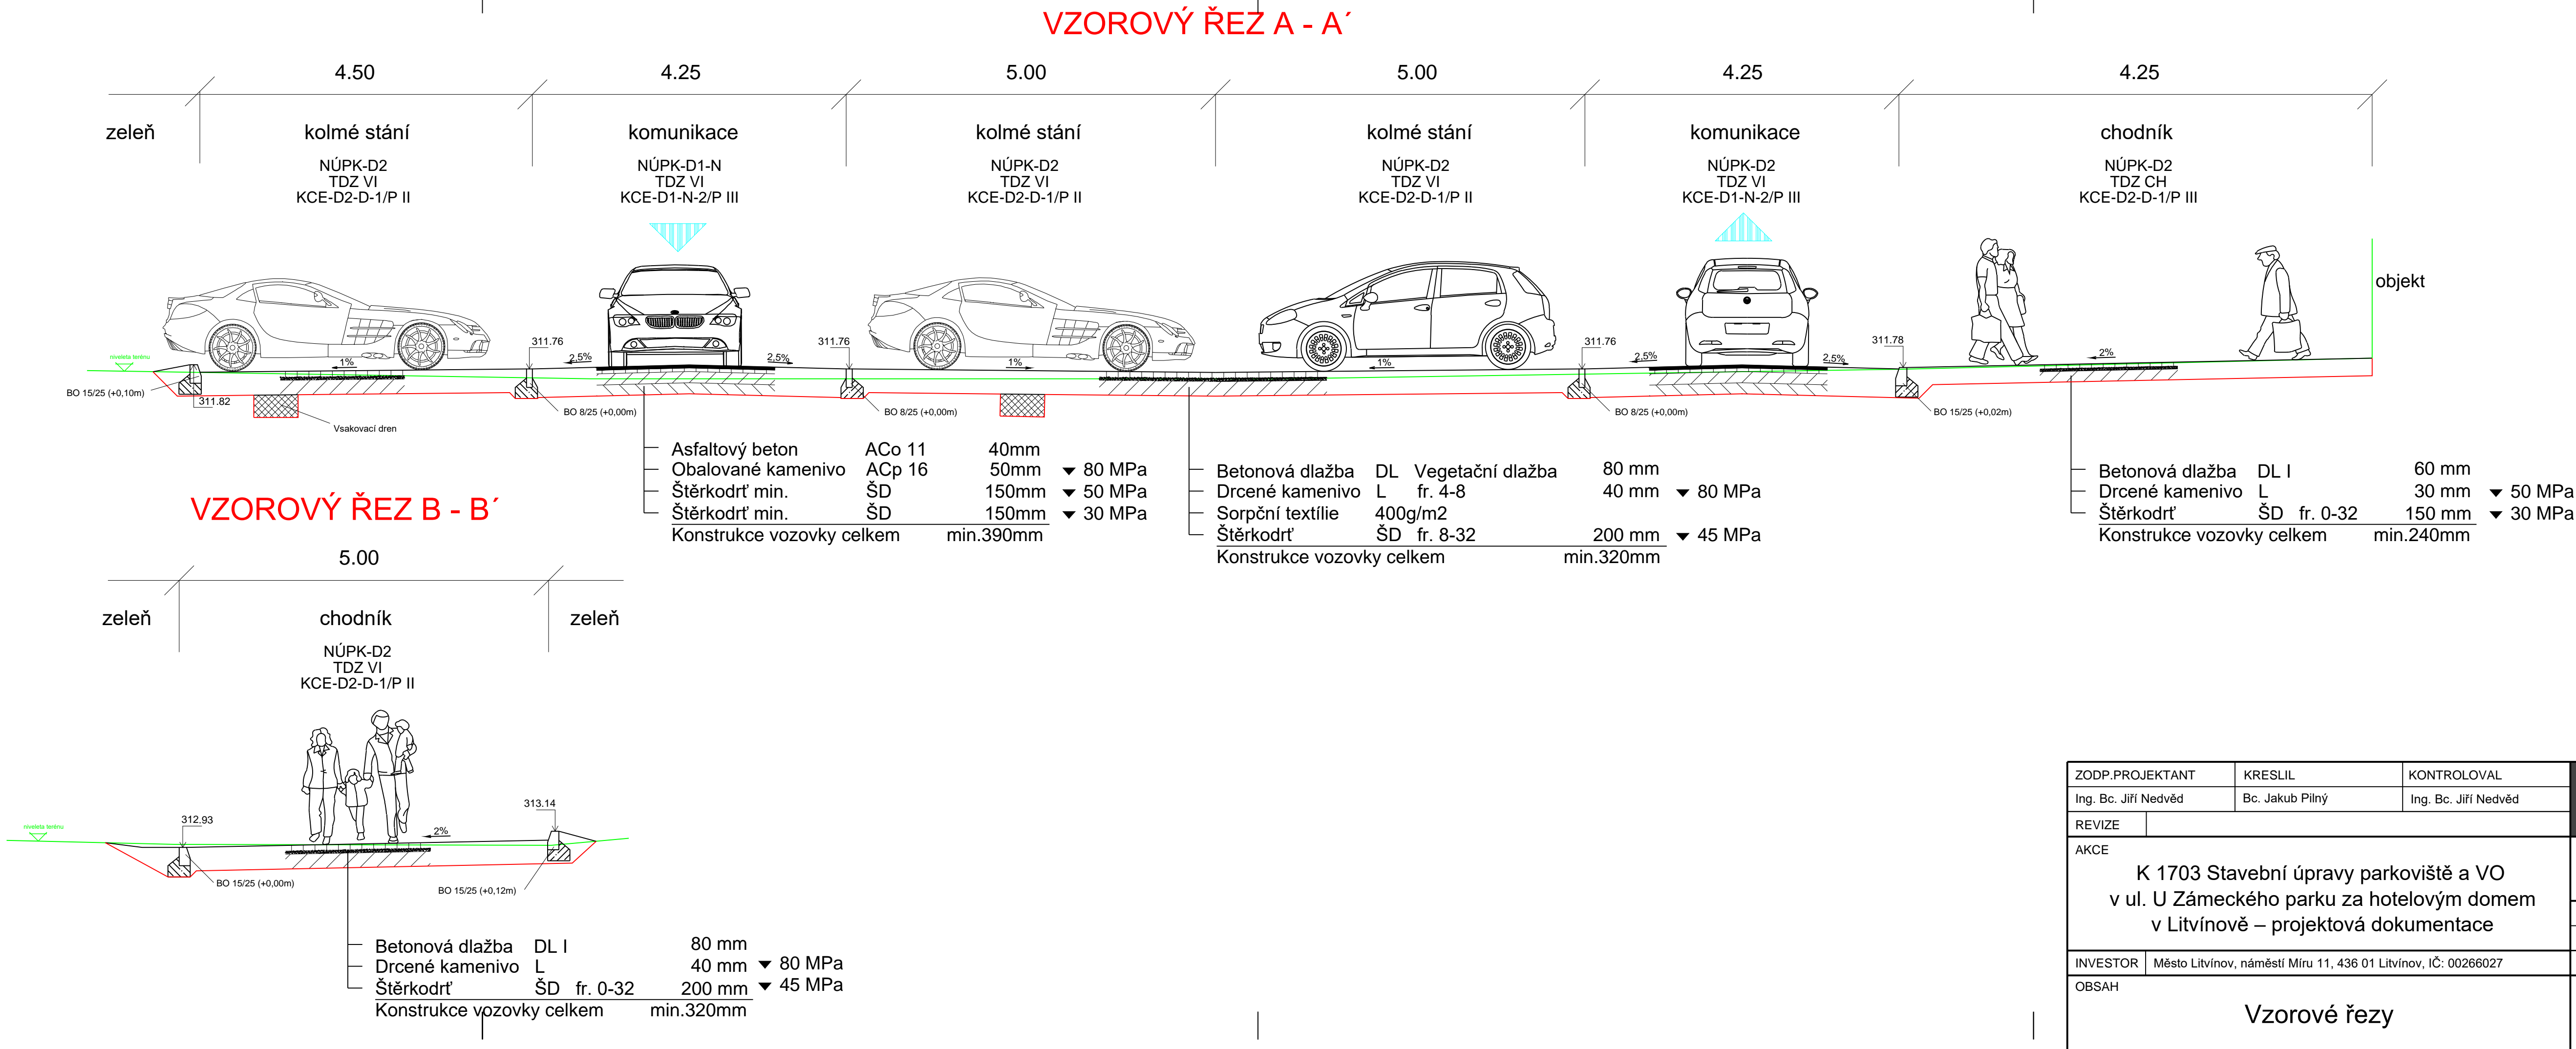 VZOROVÝ ŘEZ A - A´
4.50 4.25 5.00 5.00 4.25 4.25
zeleň kolmé stání komunikace kolmé stání kolmé stání komunikace chodník
NÚPK-D2 NÚPK-D1-N NÚPK-D2 NÚPK-D2 NÚPK-D2 NÚPK-D2
TDZ VI TDZ VI TDZ VI TDZ VI TDZ VI TDZ CH
KCE-D2-D-1/P II KCE-D1-N-2/P III KCE-D2-D-1/P II KCE-D2-D-1/P II KCE-D1-N-2/P III KCE-D2-D-1/P III
objekt
niveleta terénu 1% 311.76 2,5% 2,5% 311.76 1% 1% 311.76 2,5% 2,5% 311.78 2%
BO 15/25 (+0,10m) 311.82 BO 8/25 (+0,00m) BO 8/25 (+0,00m) BO 8/25 (+0,00m) BO 15/25 (+0,02m)
Vsakovací dren
Asfaltový beton ACo 11 40mm
Obalované kamenivo ACp 16 50mm 80 MPa
Štěrkodrť min. ŠD 150mm 50 MPa
Štěrkodrť min. ŠD 150mm 30 MPa
Konstrukce vozovky celkem min.390mm
Betonová dlažba DL Vegetační dlažba 80 mm
Drcené kamenivo L fr. 4-8 40 mm 80 MPa
Sorpční textílie 400g/m2
Štěrkodrť ŠD fr. 8-32 200 mm 45 MPa
Konstrukce vozovky celkem min.320mm
Betonová dlažba DL I 60 mm
Drcené kamenivo L 30 mm 50 MPa
Štěrkodrť ŠD fr. 0-32 150 mm 30 MPa
Konstrukce vozovky celkem min.240mm
VZOROVÝ ŘEZ B - B´
5.00
zeleň chodník zeleň
NÚPK-D2
TDZ VI
KCE-D2-D-1/P II
niveleta terénu 312.93 2% 313.14
BO 15/25 (+0,00m) BO 15/25 (+0,12m)
Betonová dlažba DL I 80 mm
Drcené kamenivo L 40 mm 80 MPa
Štěrkodrť ŠD fr. 0-32 200 mm 45 MPa
Konstrukce vozovky celkem min.320mm
ZODP.PROJEKTANT KRESLIL KONTROLOVAL
Ing. Bc. Jiří Nedvěd Bc. Jakub Pilný Ing. Bc. Jiří Nedvěd
REVIZE
AKCE
K 1703 Stavební úpravy parkoviště a VO
v ul. U Zámeckého parku za hotelovým domem
v Litvínově – projektová dokumentace
INVESTOR Město Litvínov, náměstí Míru 11, 436 01 Litvínov, IČ: 00266027
OBSAH
Vzorové řezy